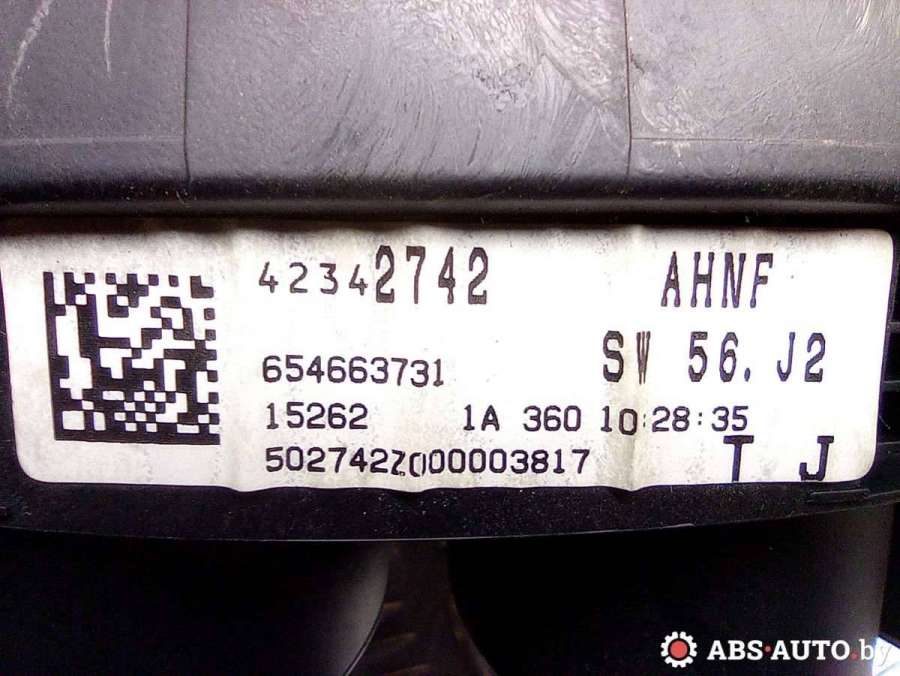 42342742 AHNF
SW 56. J2
654663731
15262 1A 360 10:28:35
502742Z000003817 T J
ABS·AUTO.by